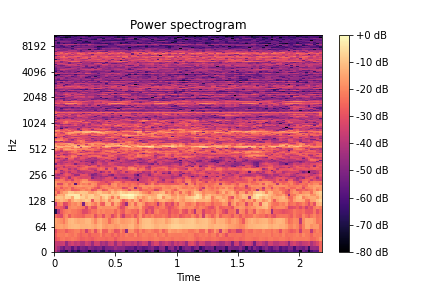 Power spectrogram
8192
4096
2048
1024
512
256
128
64
0
Hz
0
0.5
1
1.5
2
Time
+0 dB
-10 dB
-20 dB
-30 dB
-40 dB
-50 dB
-60 dB
-70 dB
-80 dB